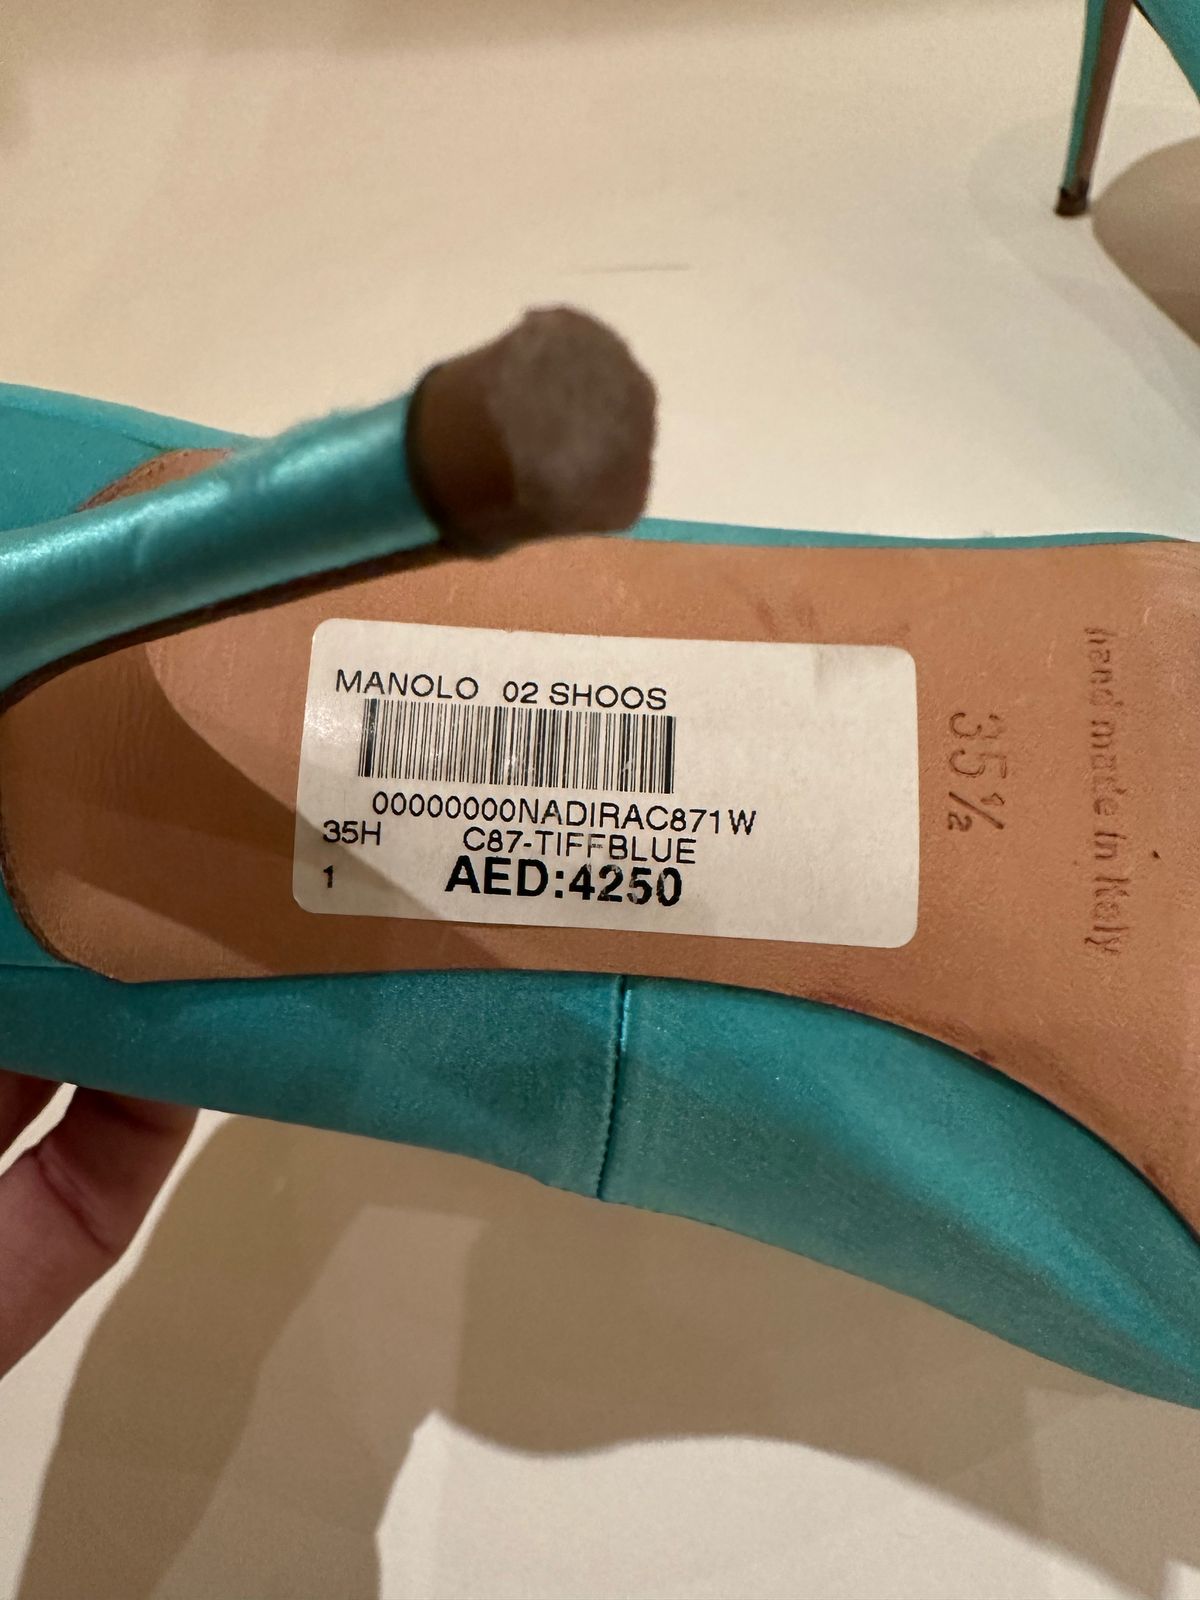 MANOLO 02 SHOOS
00000000NADIRAC871W
35H C87-TIFFBLUE
1 AED:4250
35½
hand made in Italy